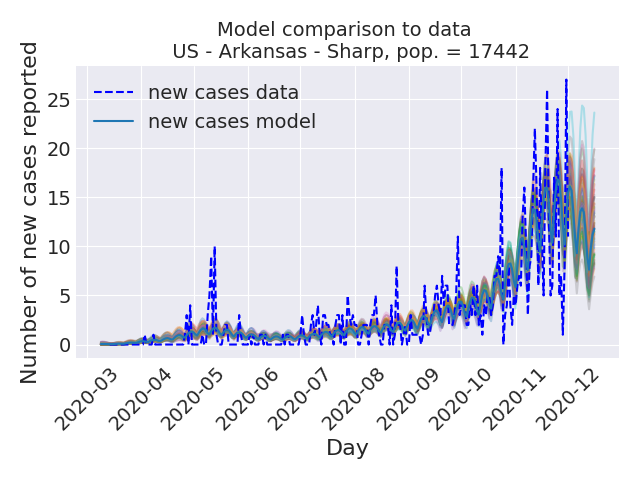 Model comparison to data
US - Arkansas - Sharp, pop. = 17442
Number of new cases reported
25
20
15
10
5
0
new cases data
new cases model
2020-03
2020-04
2020-05
2020-06
2020-07
2020-08
2020-09
2020-10
2020-11
2020-12
Day